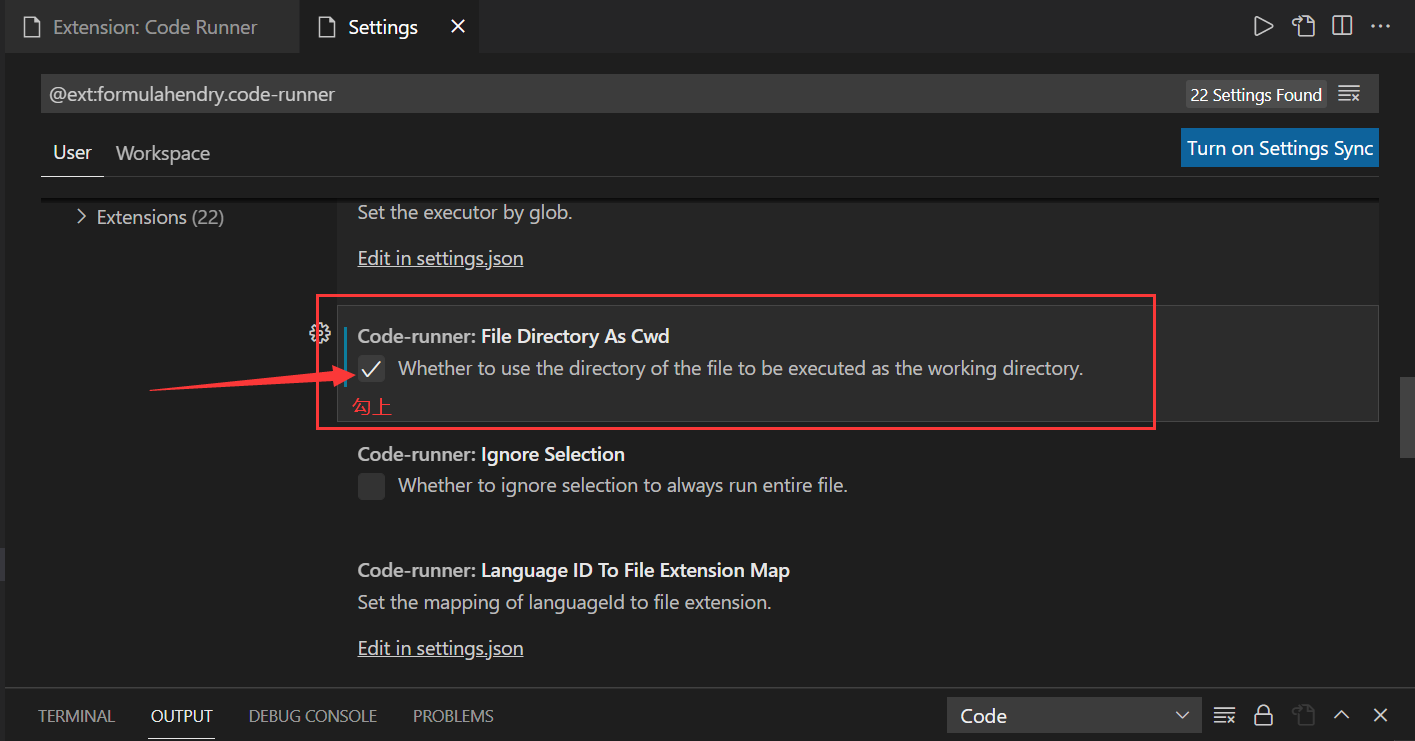 Extension: Code Runner
Settings
@ext:formulahendry.code-runner
22 Settings Found
User
Workspace
Turn on Settings Sync
Extensions (22)
Set the executor by glob.
Edit in settings.json
Code-runner: File Directory As Cwd
Whether to use the directory of the file to be executed as the working directory.
勾上
Code-runner: Ignore Selection
Whether to ignore selection to always run entire file.
Code-runner: Language ID To File Extension Map
Set the mapping of languageId to file extension.
Edit in settings.json
TERMINAL
OUTPUT
DEBUG CONSOLE
PROBLEMS
Code